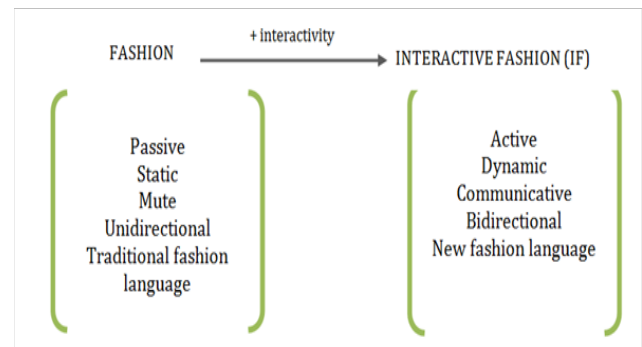 + interactivity
FASHION
INTERACTIVE FASHION (IF)
Passive
Static
Mute
Unidirectional
Traditional fashion
language
Active
Dynamic
Communicative
Bidirectional
New fashion language